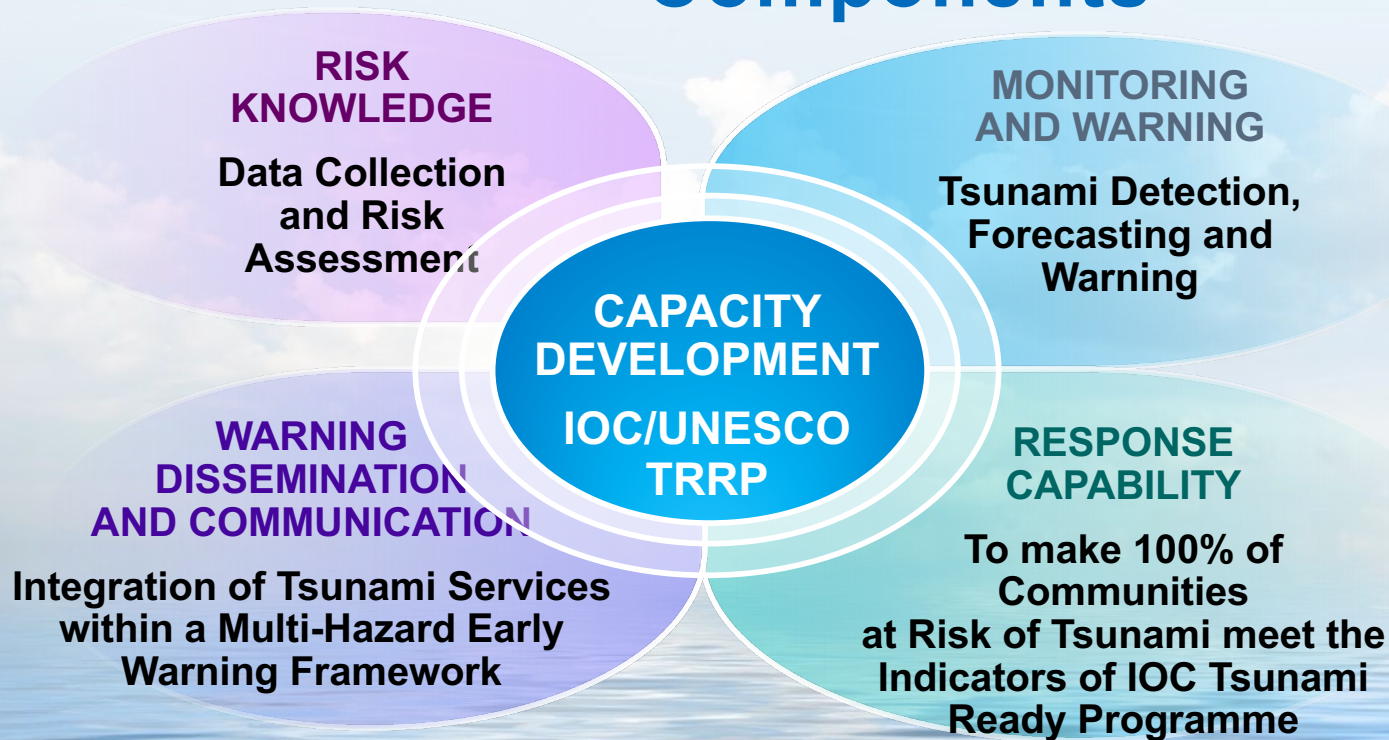 Components
RISK
KNOWLEDGE
Data Collection
and Risk
Assessment
MONITORING
AND WARNING
Tsunami Detection,
Forecasting and
Warning
CAPACITY
DEVELOPMENT
IOC/UNESCO
TRRP
WARNING
DISSEMINATION
AND COMMUNICATION
Integration of Tsunami Services
within a Multi-Hazard Early
Warning Framework
RESPONSE
CAPABILITY
To make 100% of
Communities
at Risk of Tsunami meet the
Indicators of IOC Tsunami
Ready Programme